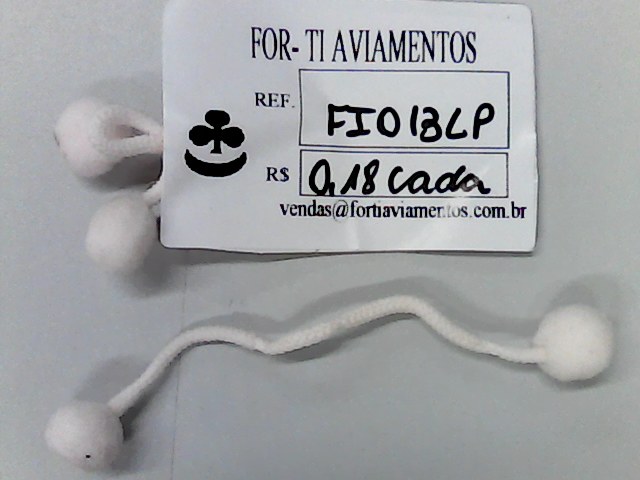 FOR- TI AVIAMENTOS
REF. FIO13LP
R$ 0,18 cada
vendas@fortiaviamentos.com.br